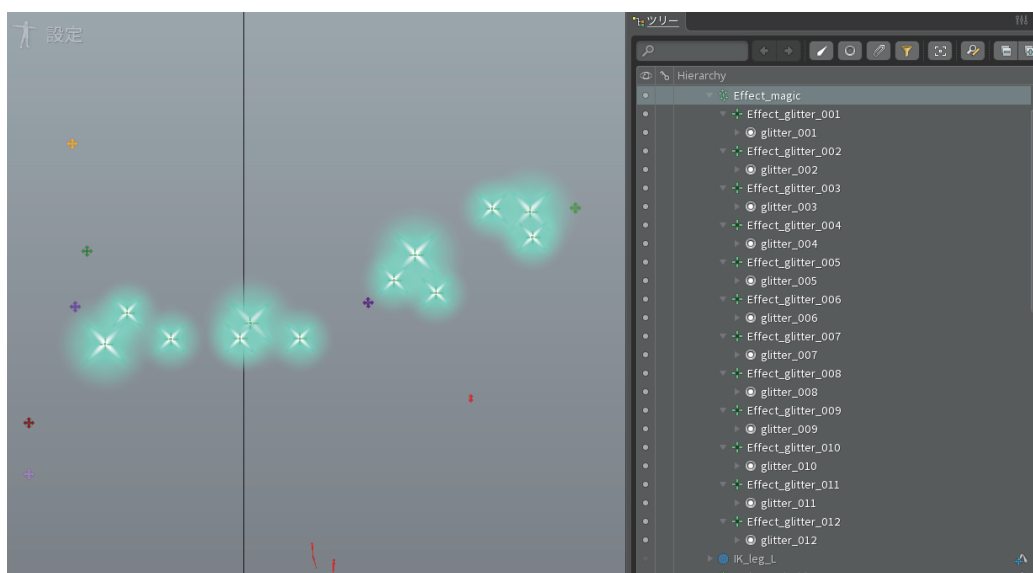 設定
ツリー
Hierarchy
Effect_magic
Effect_glitter_001
glitter_001
Effect_glitter_002
glitter_002
Effect_glitter_003
glitter_003
Effect_glitter_004
glitter_004
Effect_glitter_005
glitter_005
Effect_glitter_006
glitter_006
Effect_glitter_007
glitter_007
Effect_glitter_008
glitter_008
Effect_glitter_009
glitter_009
Effect_glitter_010
glitter_010
Effect_glitter_011
glitter_011
Effect_glitter_012
glitter_012
IK_leg_L